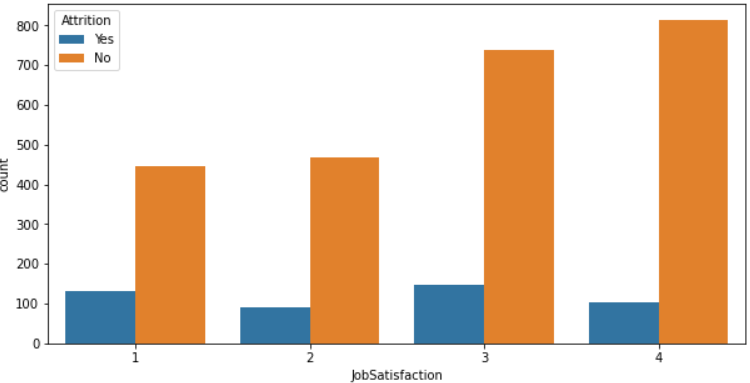 Attrition
Yes
No
800
700
600
500
400
300
200
100
0
count
1 2 3 4
JobSatisfaction